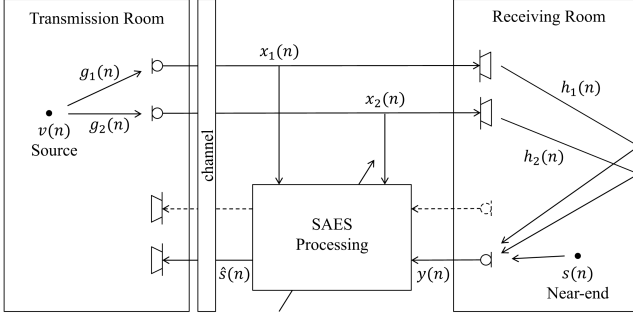 Transmission Room
Receiving Room
x₁(n)
g₁(n)
h₁(n)
x₂(n)
g₂(n)
v(n)
Source
channel
h₂(n)
SAES
Processing
ŝ(n)
y(n)
s(n)
Near-end